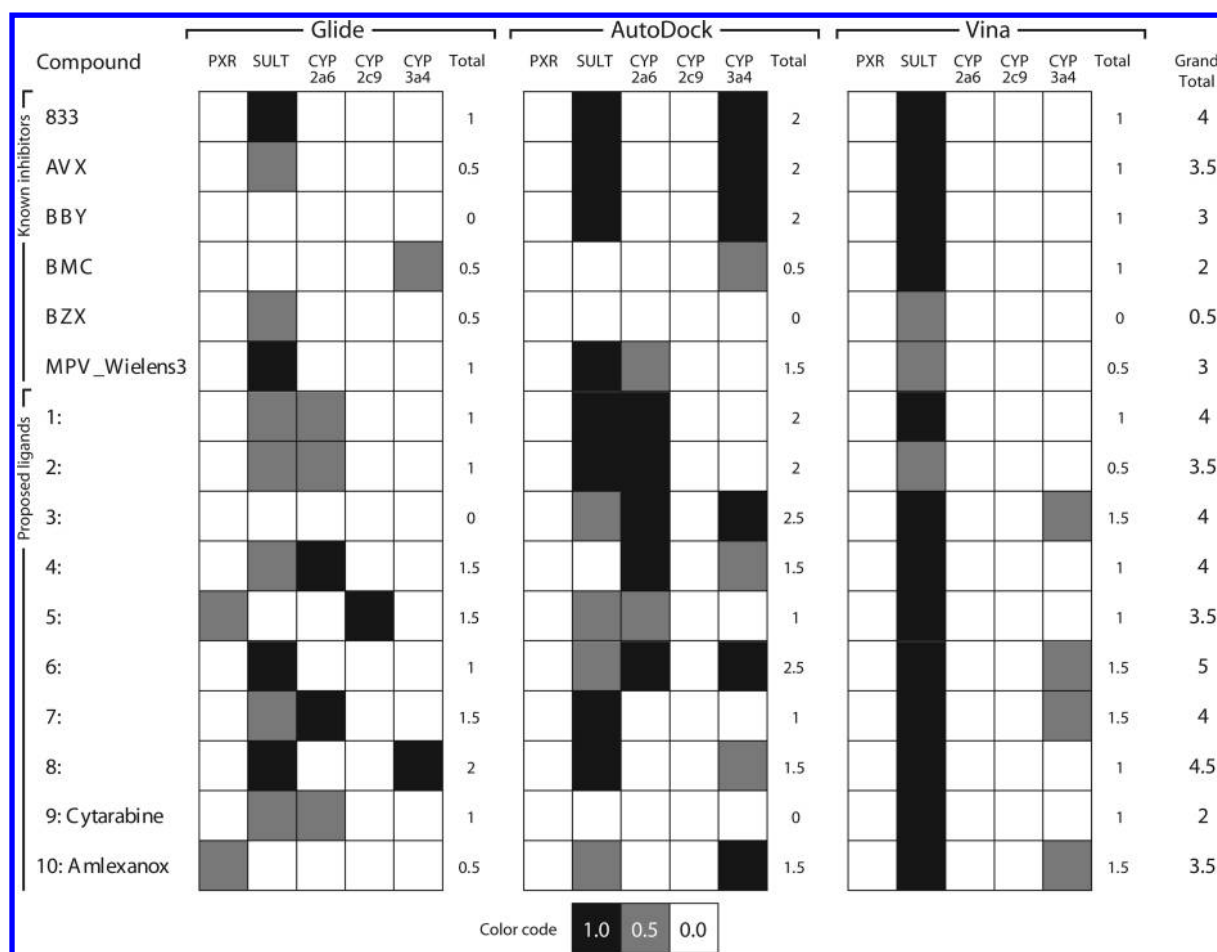 Glide AutoDock Vina
Compound PXR SULT CYP 2a6 CYP 2c9 CYP 3a4 Total PXR SULT CYP 2a6 CYP 2c9 CYP 3a4 Total PXR SULT CYP 2a6 CYP 2c9 CYP 3a4 Total Grand Total
Known inhibitors
833 1 2 1 4
AVX 0.5 2 1 3.5
BBY 0 2 1 3
BMC 0.5 0.5 1 2
BZX 0.5 0 0 0.5
MPV_Wielens3 1 1.5 0.5 3
Proposed ligands
1: 1 2 1 4
2: 1 2 0.5 3.5
3: 0 2.5 1.5 4
4: 1.5 1.5 1 4
5: 1.5 1 1 3.5
6: 1 2.5 1.5 5
7: 1.5 1 1.5 4
8: 2 1.5 1 4.5
9: Cytarabine 1 0 1 2
10: Amlexanox 0.5 1.5 1.5 3.5
Color code 1.0 0.5 0.0